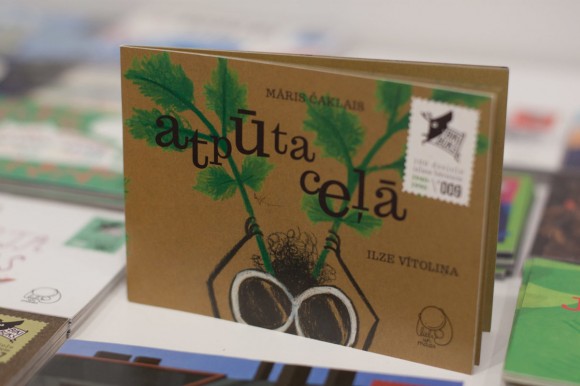 MĀRIS ČAKLAIS
atpūta
ceļā
ILZE VĪTOLIŅA
009